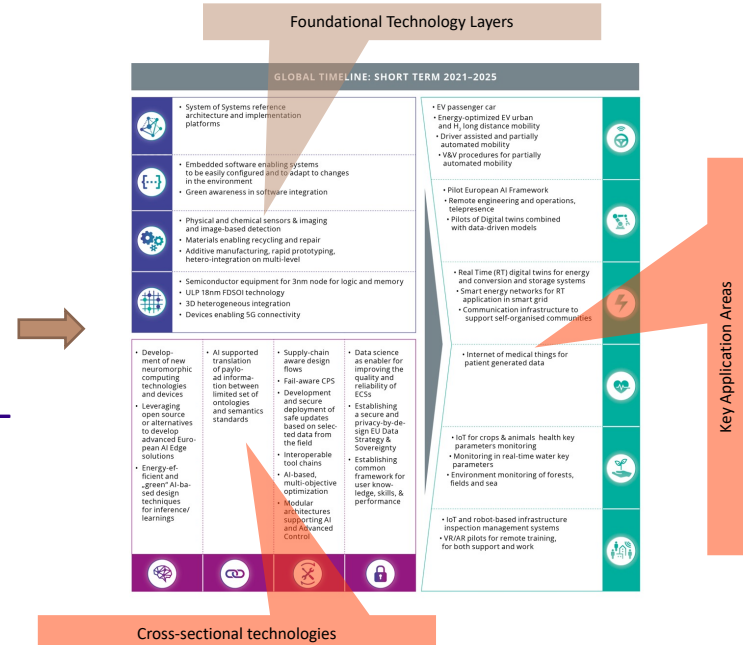 Foundational Technology Layers
GLOBAL TIMELINE: SHORT TERM 2021–2025
• System of Systems reference
architecture and implementation
platforms
• Embedded software enabling systems
to be easily configured and to adapt to changes
in the environment
• Green awareness in software integration
• Physical and chemical sensors & imaging
and image-based detection
• Materials enabling recycling and repair
• Additive manufacturing, rapid prototyping,
hetero-integration on multi-level
• Semiconductor equipment for 3nm node for logic and memory
• ULP 18nm FDSOI technology
• 3D heterogeneous integration
• Devices enabling 5G connectivity
• Develop-
ment of new
neuromorphic
computing
technologies
and devices
• Leveraging
open source
or alternatives
to develop
advanced Euro-
pean AI Edge
solutions
• Energy-ef-
ficient and
„green“ AI-ba-
sed design
techniques
for inference/
learnings
• AI supported
translation
of paylo-
ad informa-
tion between
limited set of
ontologies
and semantics
standards
• Supply-chain
aware design
flows
• Fail-aware CPS
• Development
and secure
deployment of
safe updates
based on selec-
ted data from
the field
• Interoperable
tool chains
• AI-based,
multi-objective
optimization
• Modular
architectures
supporting AI
and Advanced
Control
• Data science
as enabler for
improving the
quality and
reliability of
ECSs
• Establishing
a secure and
privacy-by-de-
sign EU Data
Strategy &
Sovereignty
• Establishing
common
framework for
user know-
ledge, skills, &
performance
• EV passenger car
• Energy-optimized EV urban
and H₂ long distance mobility
• Driver assisted and partially
automated mobility
• V&V procedures for partially
automated mobility
• Pilot European AI Framework
• Remote engineering and operations,
telepresence
• Pilots of Digital twins combined
with data-driven models
• Real Time (RT) digital twins for energy
and conversion and storage systems
• Smart energy networks for RT
application in smart grid
• Communication infrastructure to
support self-organised communities
• Internet of medical things for
patient generated data
• IoT for crops & animals health key
parameters monitoring
• Monitoring in real-time water key
parameters
• Environment monitoring of forests,
fields and sea
• IoT and robot-based infrastructure
inspection management systems
• VR/AR pilots for remote training,
for both support and work
Key Application Areas
Cross-sectional technologies